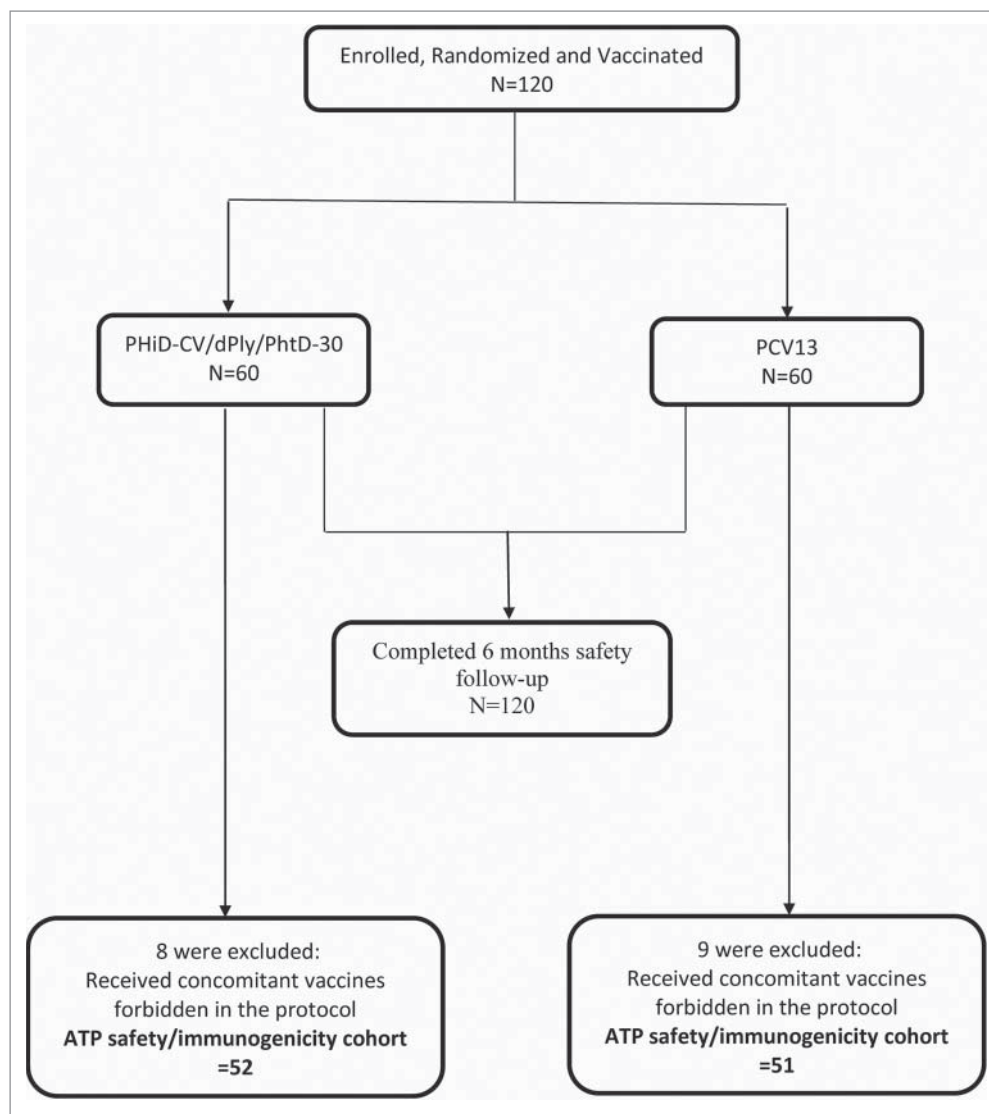 Enrolled, Randomized and Vaccinated
N=120
PHiD-CV/dPly/PhtD-30
N=60
PCV13
N=60
Completed 6 months safety
follow-up
N=120
8 were excluded:
Received concomitant vaccines
forbidden in the protocol
ATP safety/immunogenicity cohort
=52
9 were excluded:
Received concomitant vaccines
forbidden in the protocol
ATP safety/immunogenicity cohort
=51